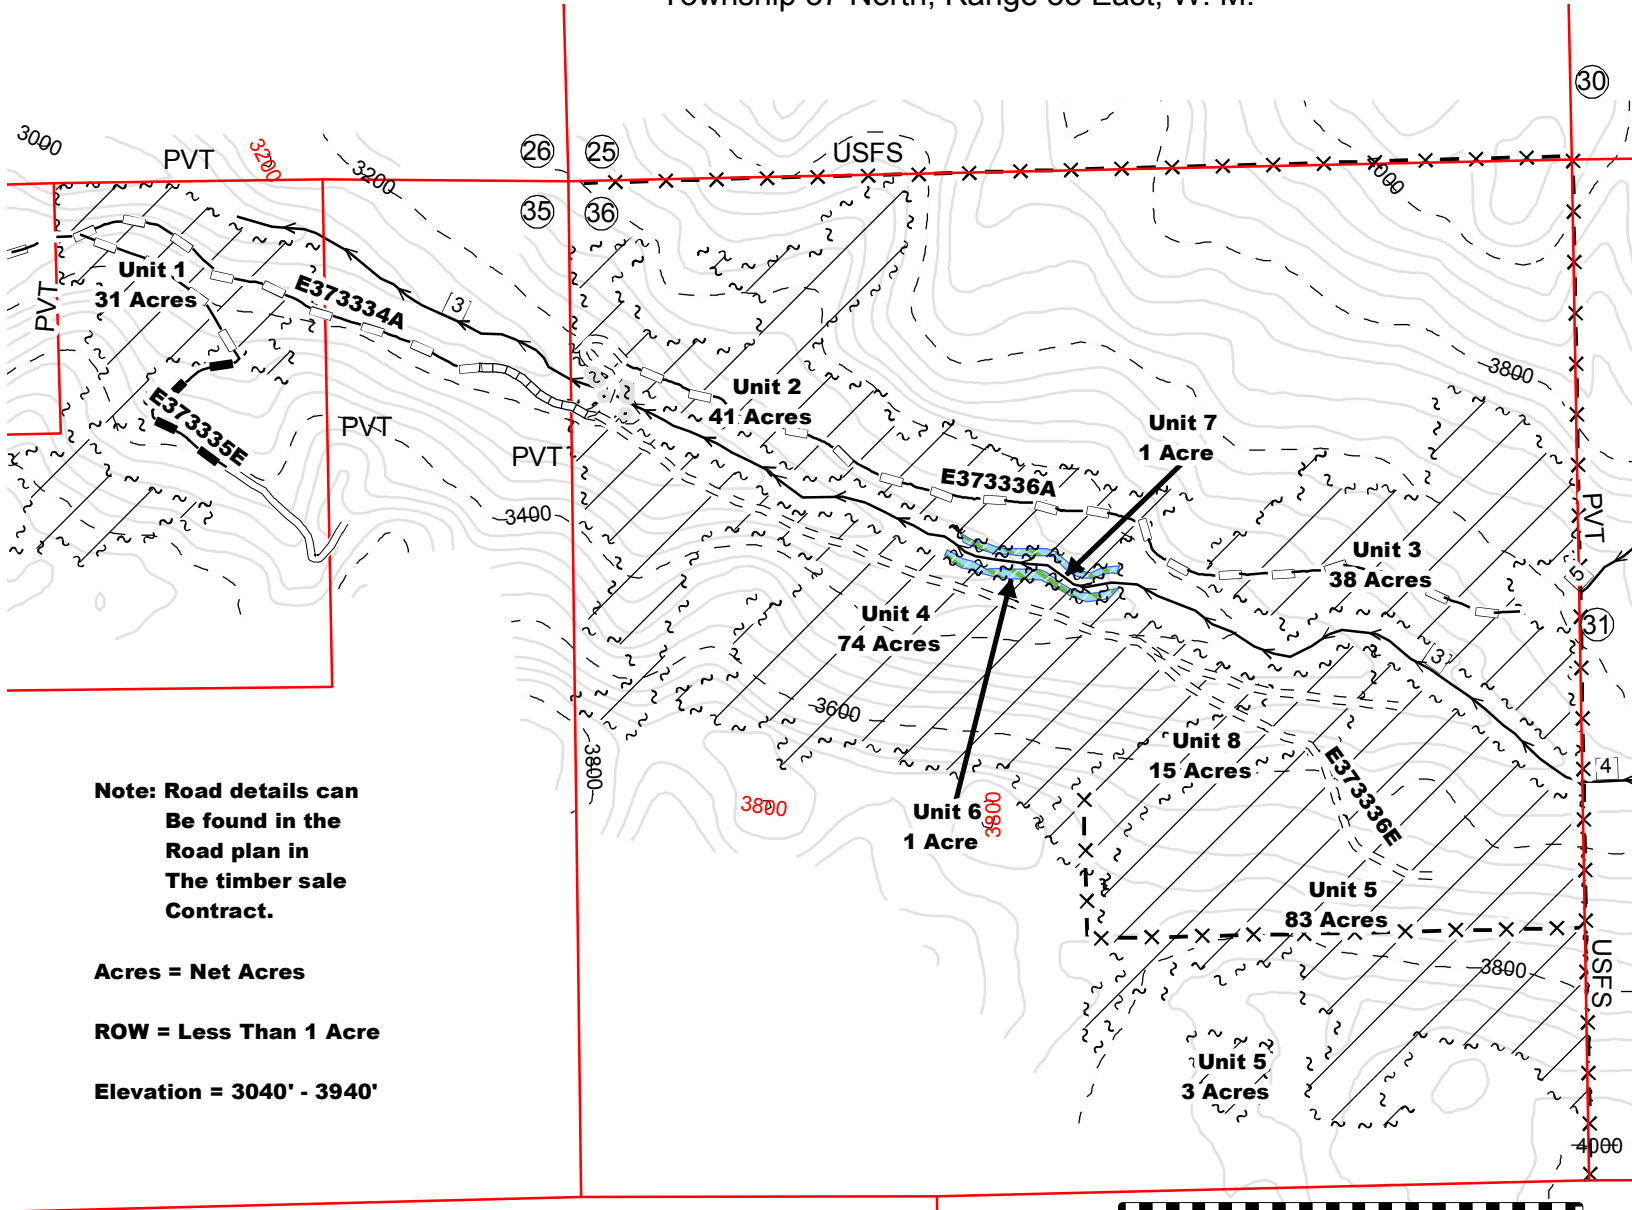 30
3000
PVT
3200
3200
26
25
USFS
4000
35
36
Unit 1
31 Acres
PVT
E373334A
3
3800
Unit 2
41 Acres
E373335E
PVT
Unit 7
1 Acre
PVT
E373336A
3400
PVT
Unit 3
38 Acres
5
Unit 4
74 Acres
31
3
3600
Unit 8
15 Acres
E373336E
3800
4
Note: Road details can
Be found in the
Road plan in
The timber sale
Contract.
3800
3800
Unit 6
1 Acre
Unit 5
83 Acres
3800
USFS
Acres = Net Acres
ROW = Less Than 1 Acre
Unit 5
3 Acres
Elevation = 3040' - 3940'
4000